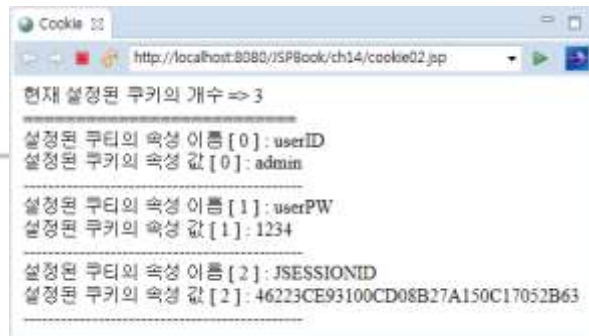 Cookie
http://localhost:8080/JSPBook/ch14/cookie02.jsp
현재 설정된 쿠키의 개수 => 3
==============================
설정된 쿠티의 속성 이름 [ 0 ] : userID
설정된 쿠키의 속성 값 [ 0 ] : admin
--------------------------------------------------
설정된 쿠티의 속성 이름 [ 1 ] : userPW
설정된 쿠키의 속성 값 [ 1 ] : 1234
--------------------------------------------------
설정된 쿠티의 속성 이름 [ 2 ] : JSESSIONID
설정된 쿠키의 속성 값 [ 2 ] : 46223CE93100CD08B27A150C17052B63
--------------------------------------------------